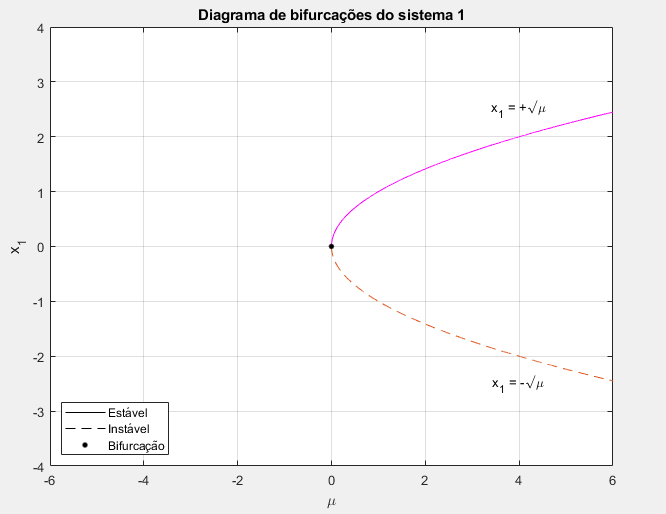 Diagrama de bifurcações do sistema 1
4
3
2
1
0
-1
-2
-3
-4
x₁
x₁ = +√μ
x₁ = -√μ
Estável
Instável
Bifurcação
-6 -4 -2 0 2 4 6
μ